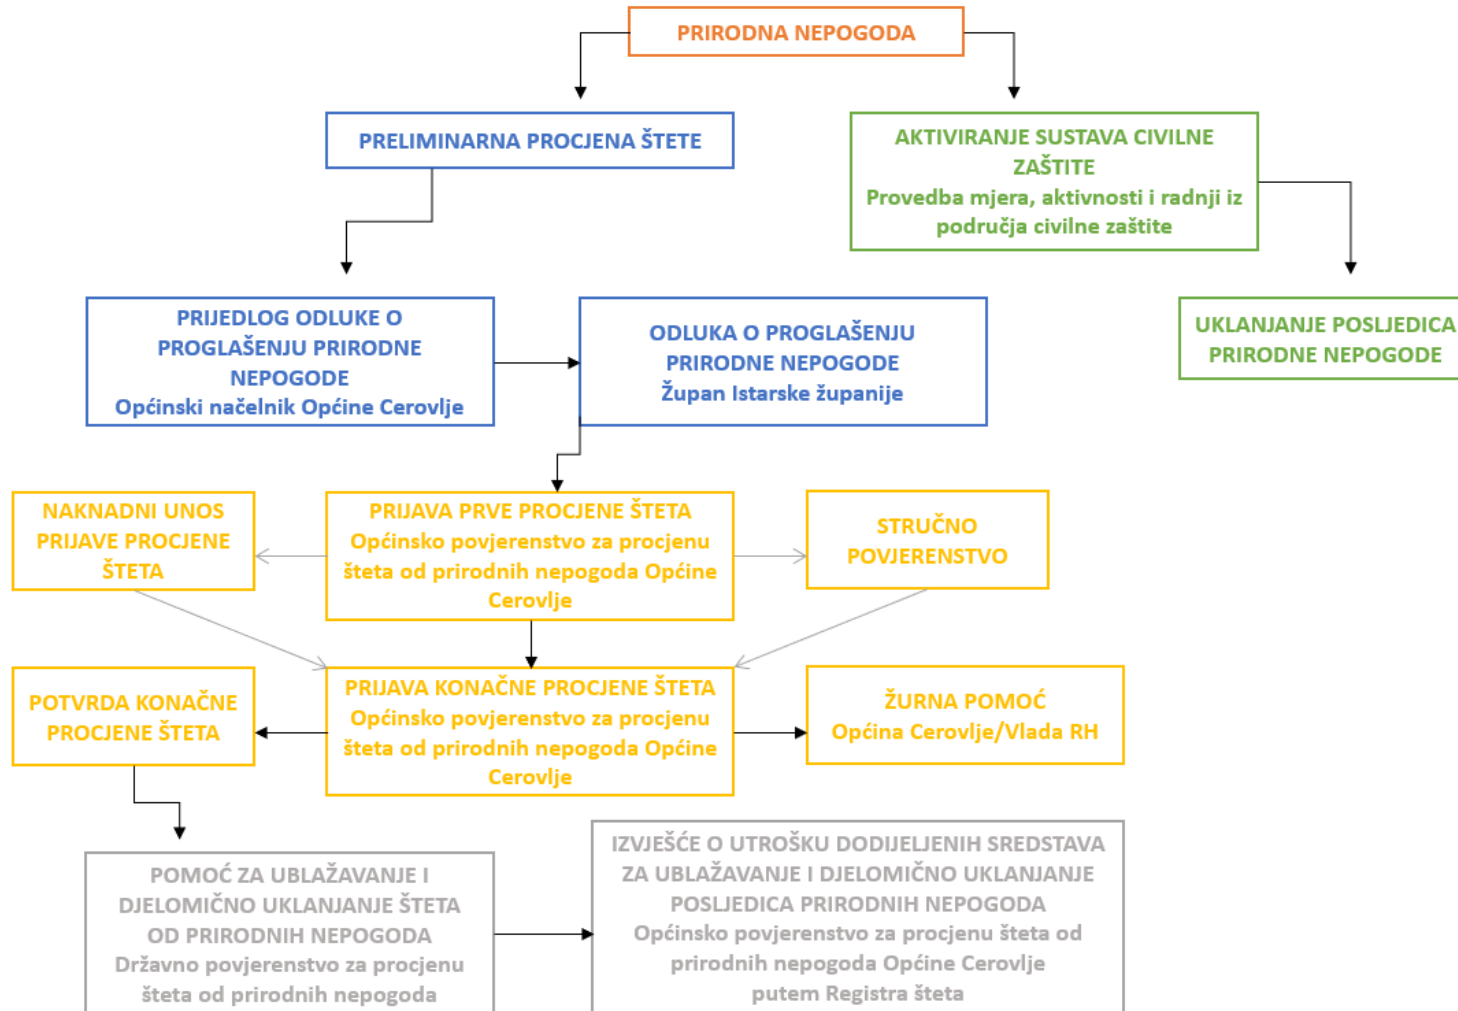 PRIRODNA NEPOGODA
PRELIMINARNA PROCJENA ŠTETE
AKTIVIRANJE SUSTAVA CIVILNE
ZAŠTITE
Provedba mjera, aktivnosti i radnji iz
područja civilne zaštite
PRIJEDLOG ODLUKE O
PROGLAŠENJU PRIRODNE
NEPOGODE
Općinski načelnik Općine Cerovlje
ODLUKA O PROGLAŠENJU
PRIRODNE NEPOGODE
Župan Istarske županije
UKLANJANJE POSLJEDICA
PRIRODNE NEPOGODE
NAKNADNI UNOS
PRIJAVE PROCJENE
ŠTETA
PRIJAVA PRVE PROCJENE ŠTETA
Općinsko povjerenstvo za procjenu
šteta od prirodnih nepogoda Općine
Cerovlje
STRUČNO
POVJERENSTVO
POTVRDA KONAČNE
PROCJENE ŠTETA
PRIJAVA KONAČNE PROCJENE ŠTETA
Općinsko povjerenstvo za procjenu
šteta od prirodnih nepogoda Općine
Cerovlje
ŽURNA POMOĆ
Općina Cerovlje/Vlada RH
POMOĆ ZA UBLAŽAVANJE I
DJELOMIČNO UKLANJANJE ŠTETA
OD PRIRODNIH NEPOGODA
Državno povjerenstvo za procjenu
šteta od prirodnih nepogoda
IZVJEŠĆE O UTROŠKU DODIJELJENIH SREDSTAVA
ZA UBLAŽAVANJE I DJELOMIČNO UKLANJANJE
POSLJEDICA PRIRODNIH NEPOGODA
Općinsko povjerenstvo za procjenu šteta od
prirodnih nepogoda Općine Cerovlje
putem Registra šteta